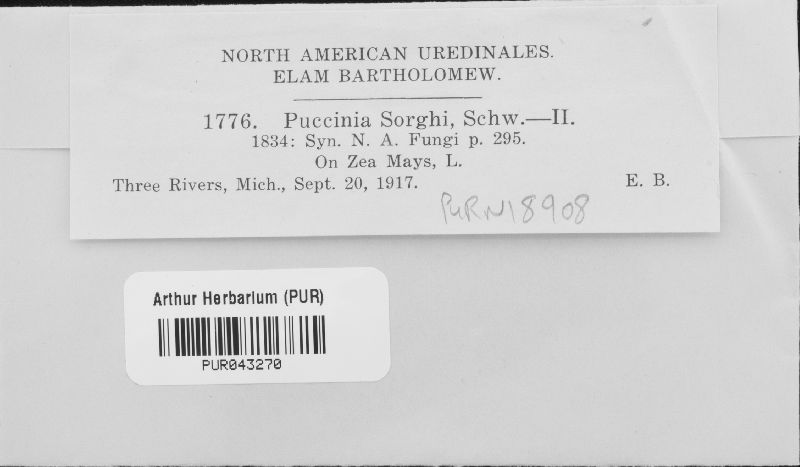 NORTH AMERICAN UREDINALES.
ELAM BARTHOLOMEW.
1776. Puccinia Sorghi, Schw.—II.
1834: Syn. N. A. Fungi p. 295.
On Zea Mays, L.
Three Rivers, Mich., Sept. 20, 1917. E. B.
PURN18908
Arthur Herbarium (PUR)
PUR043270